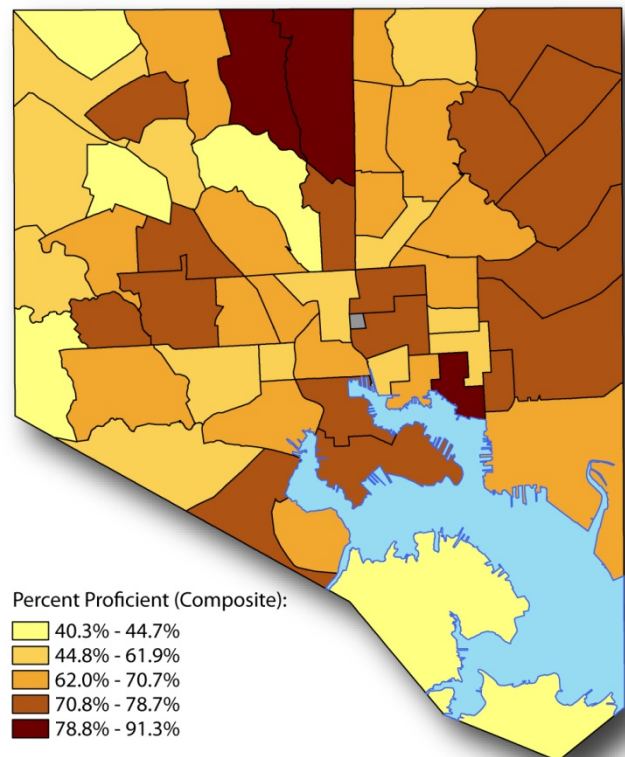 Percent Proficient (Composite):
40.3% - 44.7%
44.8% - 61.9%
62.0% - 70.7%
70.8% - 78.7%
78.8% - 91.3%